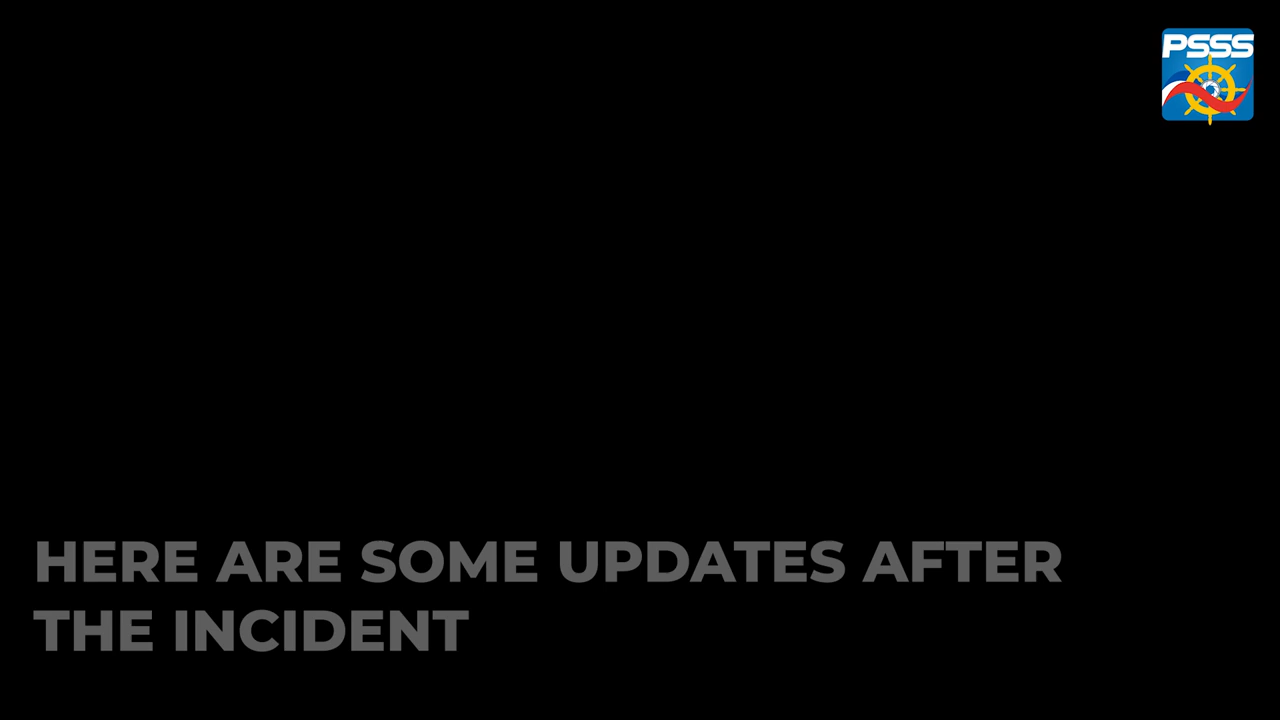 PSSS
HERE ARE SOME UPDATES AFTER
THE INCIDENT